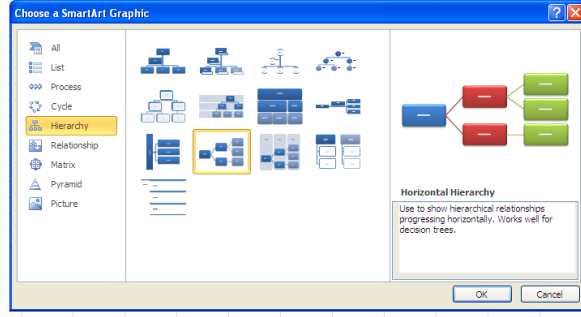 Choose a SmartArt Graphic
All
List
Process
Cycle
Hierarchy
Relationship
Matrix
Pyramid
Picture
Horizontal Hierarchy
Use to show hierarchical relationships
progressing horizontally. Works well for
decision trees.
OK
Cancel